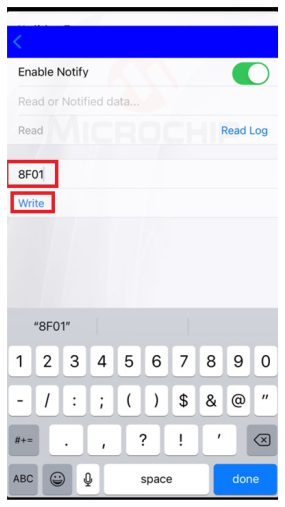 Enable Notify
Read or Notified data...
Read
Read Log
MICROCHIP
8F01
Write
"8F01"
1 2 3 4 5 6 7 8 9 0
- / : ; ( ) $ & @ "
#+= . , ? ! '
ABC space done